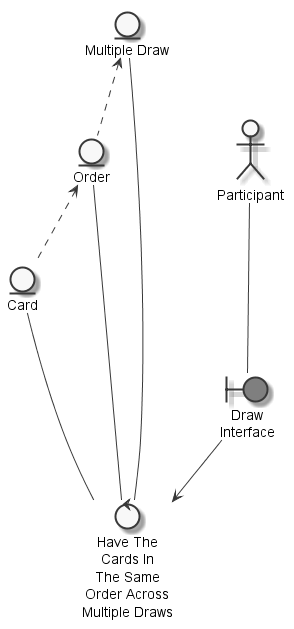 Multiple Draw
Order
Participant
Card
Draw
Interface
Have The
Cards In
The Same
Order Across
Multiple Draws